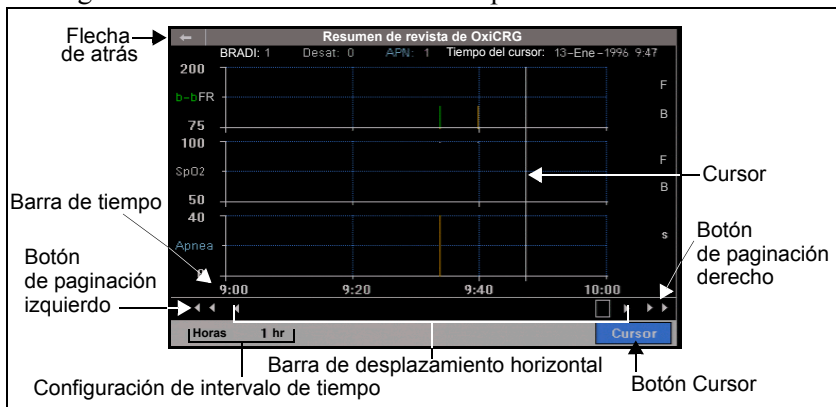 Flecha
de atrás
Resumen de revista de OxiCRG
BRADI: 1 Desat: 0 APN: 1 Tiempo del cursor: 13-Ene-1996 9:47
200
b-bFR
75
F
B
100
SpO2
50
F
B
40
Apnea
0
s
9:00 9:20 9:40 10:00
Horas 1 hr
Cursor
Cursor
Barra de tiempo
Botón
de paginación
izquierdo
Botón
de paginación
derecho
Barra de desplazamiento horizontal
Configuración de intervalo de tiempo
Botón Cursor